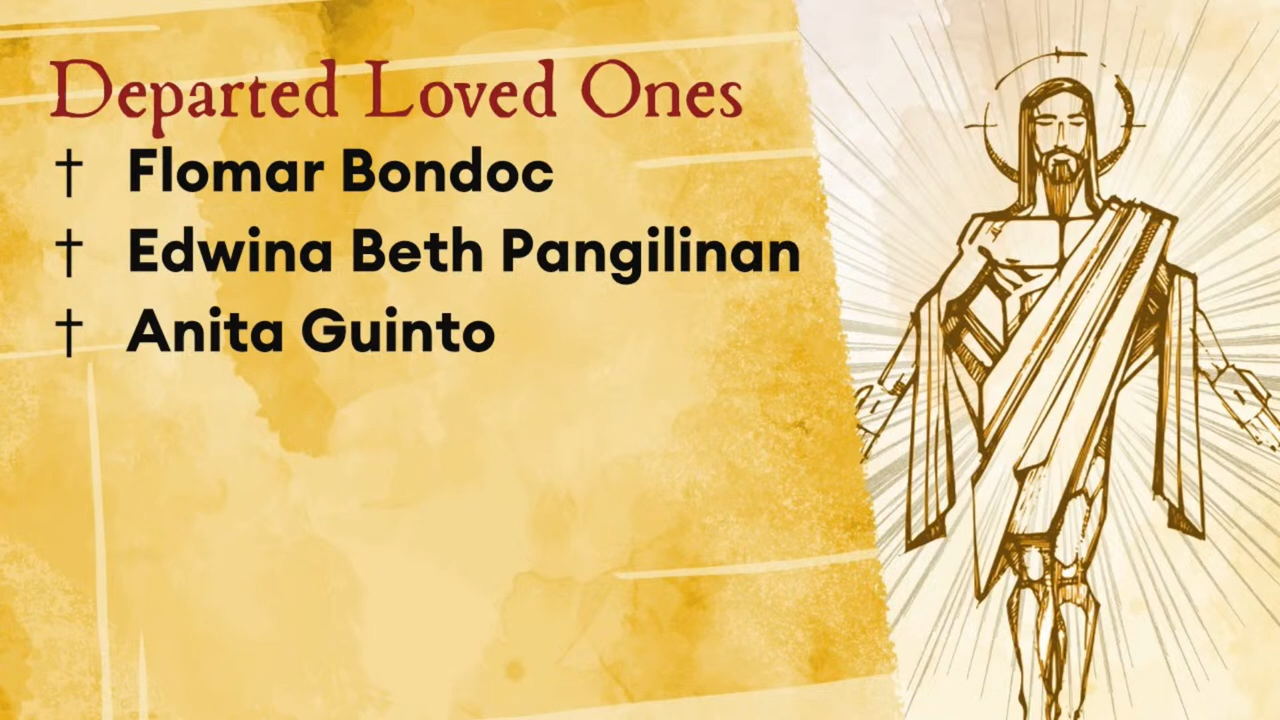 Departed Loved Ones
† Flomar Bondoc
† Edwina Beth Pangilinan
† Anita Guinto